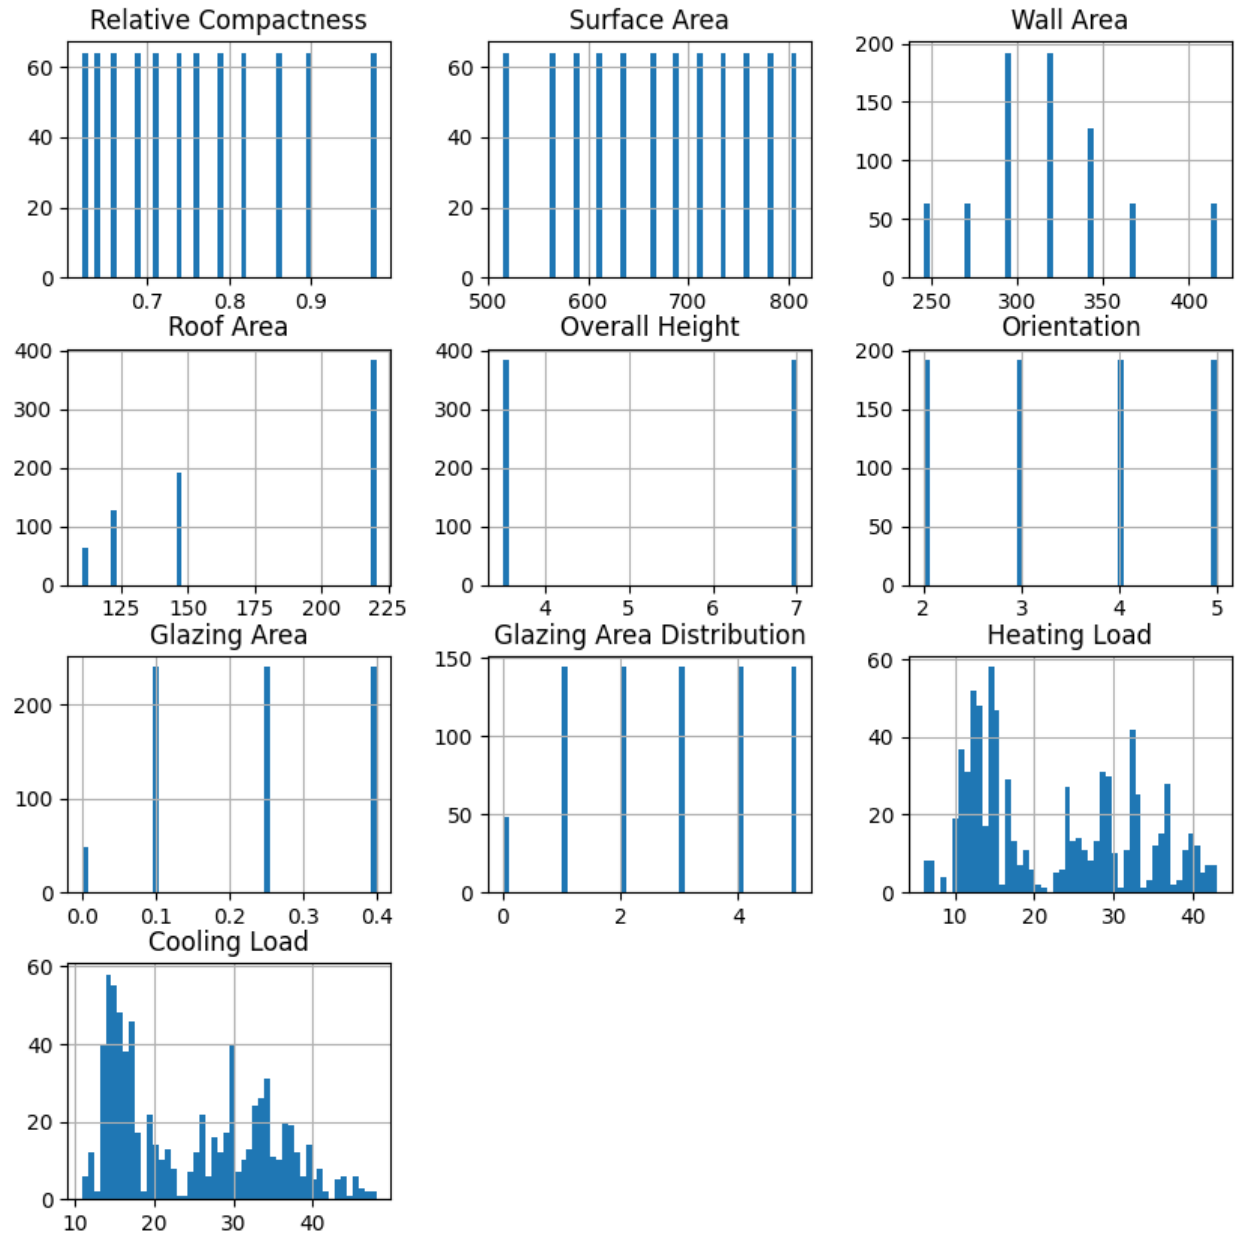 Relative Compactness
60
40
20
0
0.7 0.8 0.9
Surface Area
60
40
20
0
500 600 700 800
Wall Area
200
150
100
50
0
250 300 350 400
Roof Area
400
300
200
100
0
125 150 175 200 225
Overall Height
400
300
200
100
0
4 5 6 7
Orientation
200
150
100
50
0
2 3 4 5
Glazing Area
200
100
0
0.0 0.1 0.2 0.3 0.4
Glazing Area Distribution
150
100
50
0
0 2 4
Heating Load
60
40
20
0
10 20 30 40
Cooling Load
60
40
20
0
10 20 30 40